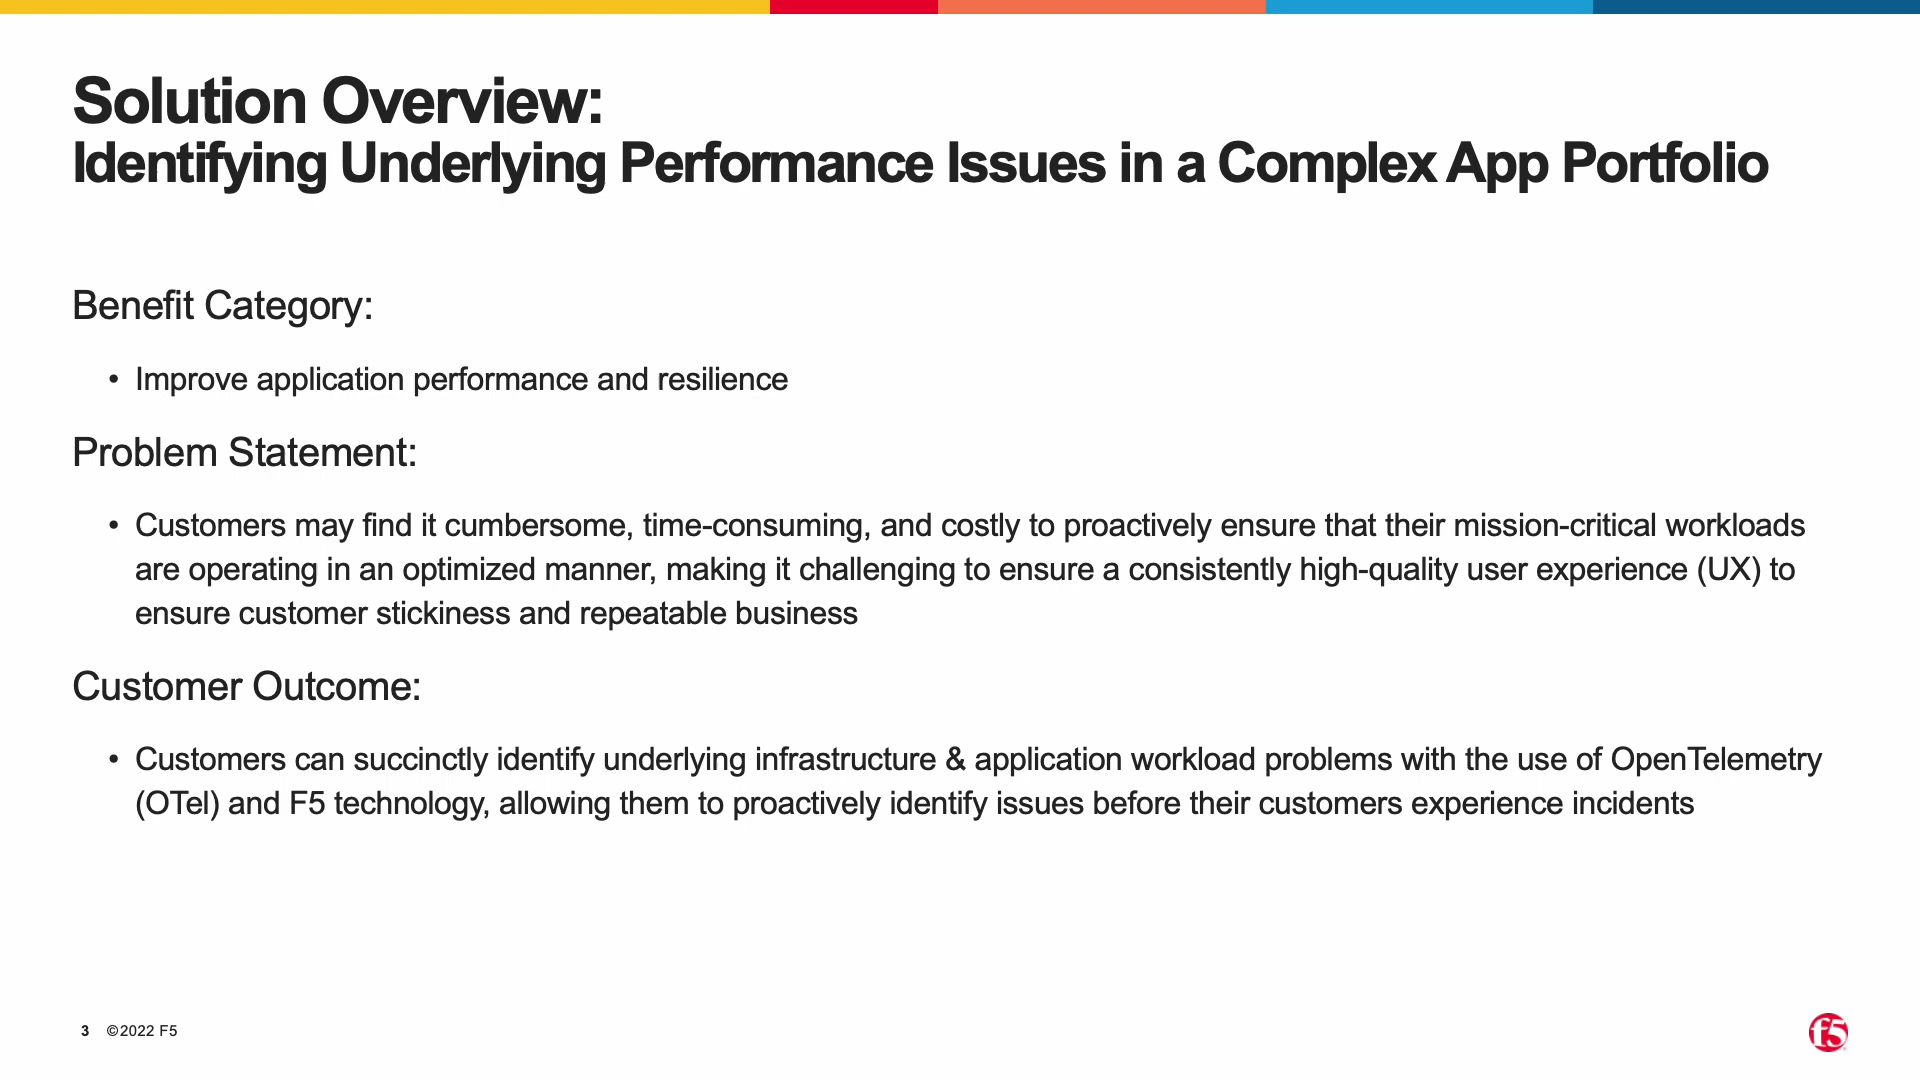 Solution Overview:
Identifying Underlying Performance Issues in a Complex App Portfolio
Benefit Category:
• Improve application performance and resilience
Problem Statement:
• Customers may find it cumbersome, time-consuming, and costly to proactively ensure that their mission-critical workloads
are operating in an optimized manner, making it challenging to ensure a consistently high-quality user experience (UX) to
ensure customer stickiness and repeatable business
Customer Outcome:
• Customers can succinctly identify underlying infrastructure & application workload problems with the use of OpenTelemetry
(OTel) and F5 technology, allowing them to proactively identify issues before their customers experience incidents
3 ©2022 F5
f5